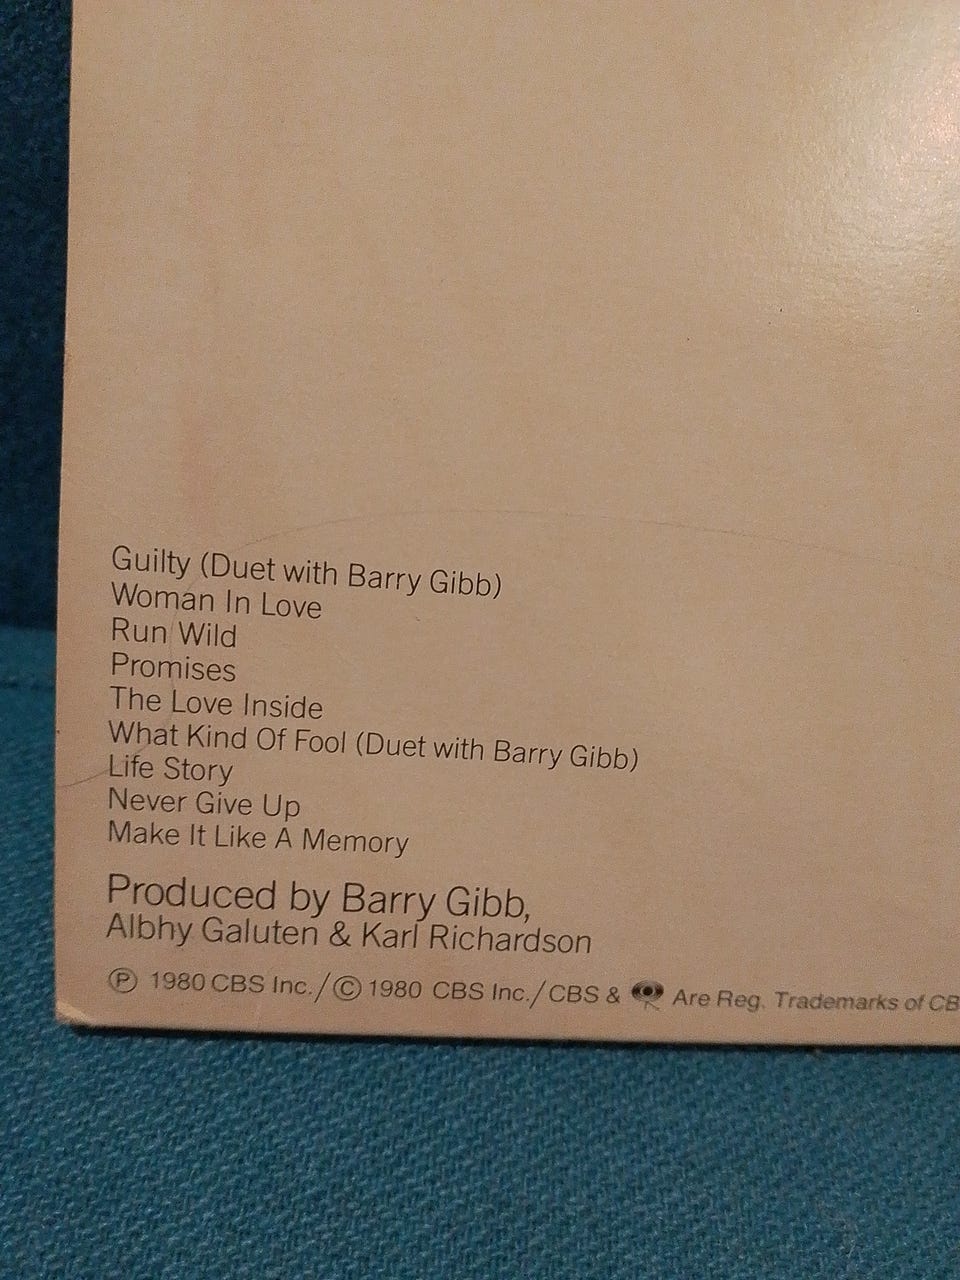 Guilty (Duet with Barry Gibb)
Woman In Love
Run Wild
Promises
The Love Inside
What Kind Of Fool (Duet with Barry Gibb)
Life Story
Never Give Up
Make It Like A Memory
Produced by Barry Gibb,
Albhy Galuten & Karl Richardson
℗ 1980 CBS Inc./© 1980 CBS Inc./CBS & Are Reg. Trademarks of CB